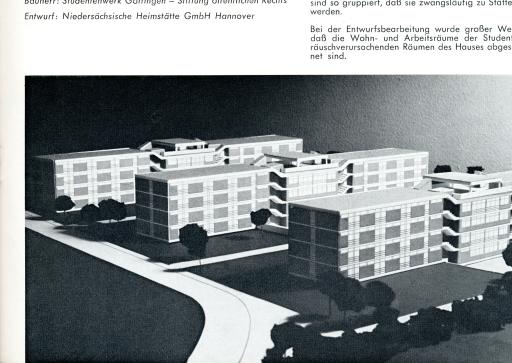 Bauherr: Studentenwerk Göttingen – Stiftung öffentlichen Rechts
Entwurf: Niedersächsische Heimstätte GmbH Hannover
sind so gruppiert, daß sie zwangsläufig zu Stätte
werden.
Bei der Entwurfsbearbeitung wurde großer We
daß die Wohn- und Arbeitsräume der Student
räuschverursachenden Räumen des Hauses abges
net sind.